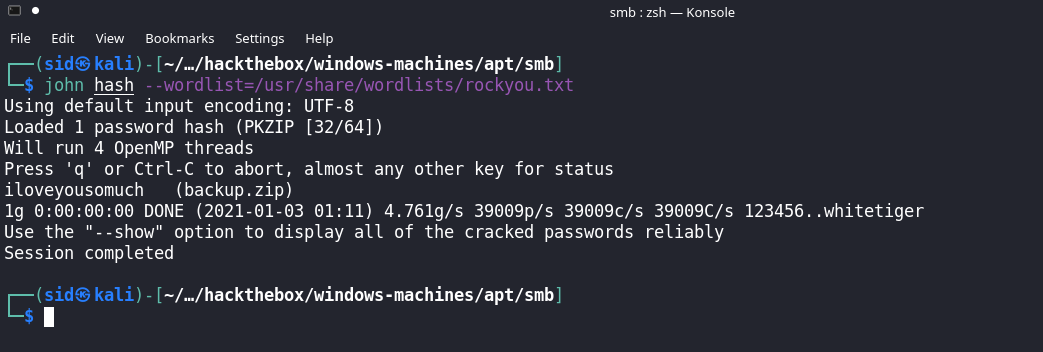 smb : zsh — Konsole
File Edit View Bookmarks Settings Help
┌──(sid㉿kali)-[~/…/hackthebox/windows-machines/apt/smb]
└─$ john hash --wordlist=/usr/share/wordlists/rockyou.txt
Using default input encoding: UTF-8
Loaded 1 password hash (PKZIP [32/64])
Will run 4 OpenMP threads
Press 'q' or Ctrl-C to abort, almost any other key for status
iloveyousomuch   (backup.zip)
1g 0:00:00:00 DONE (2021-01-03 01:11) 4.761g/s 39009p/s 39009c/s 39009C/s 123456..whitetiger
Use the "--show" option to display all of the cracked passwords reliably
Session completed
┌──(sid㉿kali)-[~/…/hackthebox/windows-machines/apt/smb]
└─$